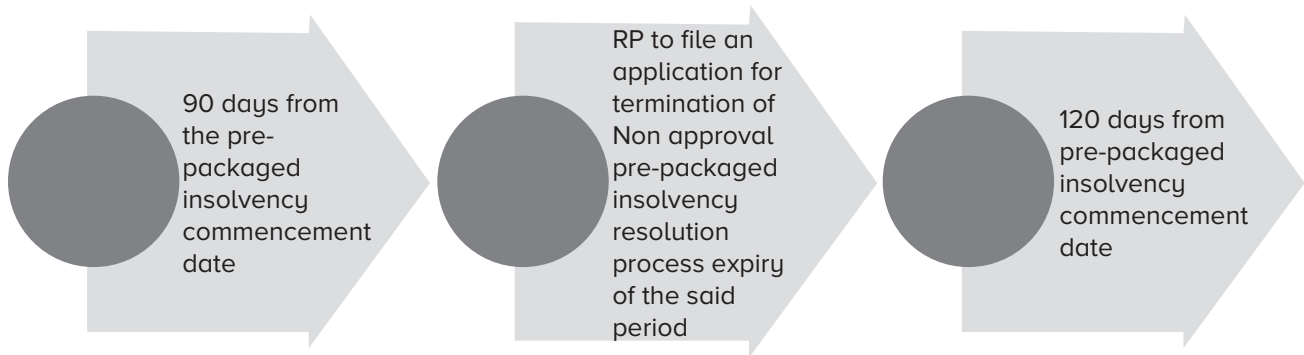 90 days from
the pre-
packaged
insolvency
commencement
date
RP to file an
application for
termination of
Non approval
pre-packaged
insolvency
resolution
process expiry
of the said
period
120 days from
pre-packaged
insolvency
commencement
date